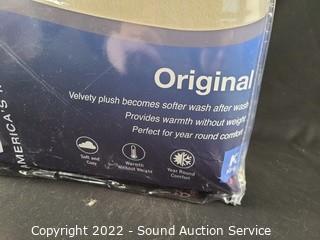 Original
Velvety plush becomes softer wash after wash
Provides warmth without weight
Perfect for year round comfort
Soft and Cozy
Warmth Without Weight
Year Round Comfort
AMERICA'S
K
Copyright 2022 - Sound Auction Service